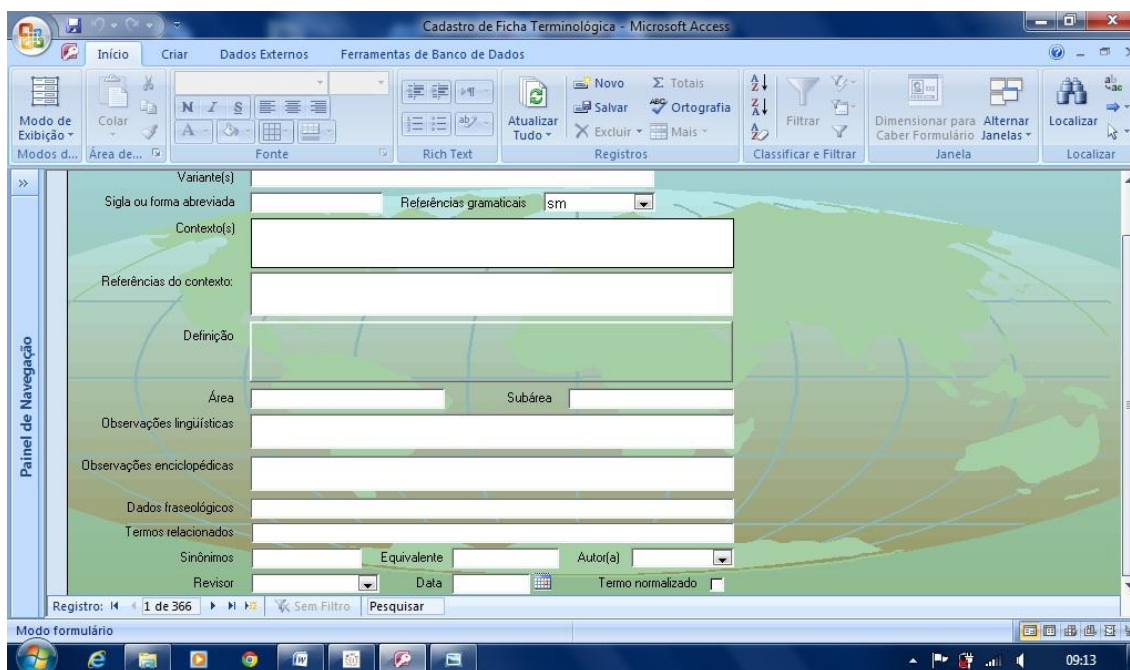 Cadastro de Ficha Terminológica - Microsoft Access
Início Criar Dados Externos Ferramentas de Banco de Dados
Modo de Exibição
Colar
N I S
Atualizar Tudo
Novo
Salvar
Excluir
Totais
Ortografia
Mais
Filtrar
Dimensionar para Caber Formulário
Alternar Janelas
Localizar
Modos d... Área de... Fonte Rich Text Registros Classificar e Filtrar Janela Localizar
Painel de Navegação
Variante(s)
Sigla ou forma abreviada Referências gramaticais sm
Contexto(s)
Referências do contexto:
Definição
Área Subárea
Observações lingüísticas
Observações enciclopédicas
Dados fraseológicos
Termos relacionados
Sinônimos Equivalente Autor(a)
Revisor Data Termo normalizado
Registro: 1 de 366 Sem Filtro Pesquisar
Modo formulário
09:13